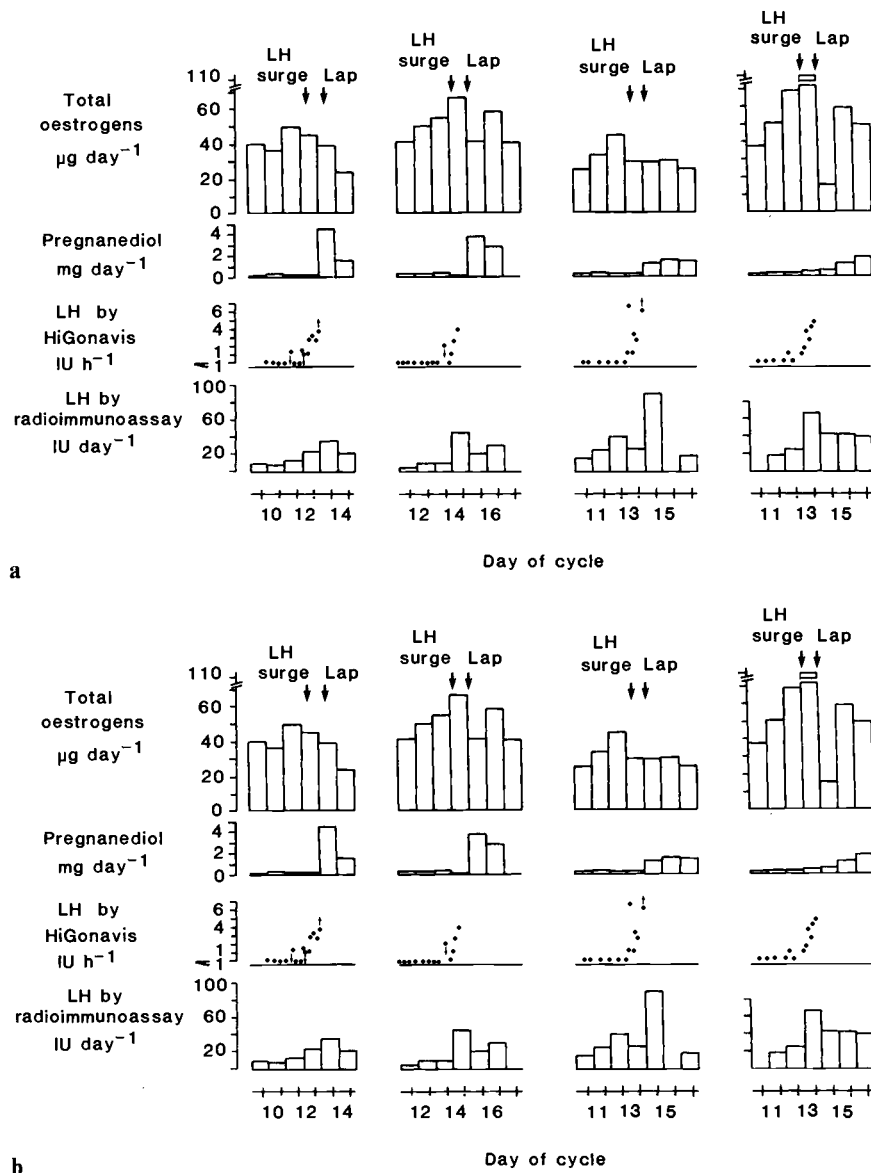 LH surge Lap
LH surge Lap
LH surge Lap
LH surge Lap
Total oestrogens µg day⁻¹
110
60
40
20
0
Pregnanediol mg day⁻¹
4
2
0
LH by HiGonavis IU h⁻¹
6
4
<1
LH by radioimmunoassay IU day⁻¹
100
60
20
10 12 14
12 14 16
11 13 15
11 13 15
Day of cycle
a
LH surge Lap
LH surge Lap
LH surge Lap
LH surge Lap
Total oestrogens µg day⁻¹
110
60
40
20
0
Pregnanediol mg day⁻¹
4
2
0
LH by HiGonavis IU h⁻¹
6
4
<1
LH by radioimmunoassay IU day⁻¹
100
60
20
10 12 14
12 14 16
11 13 15
11 13 15
Day of cycle
b